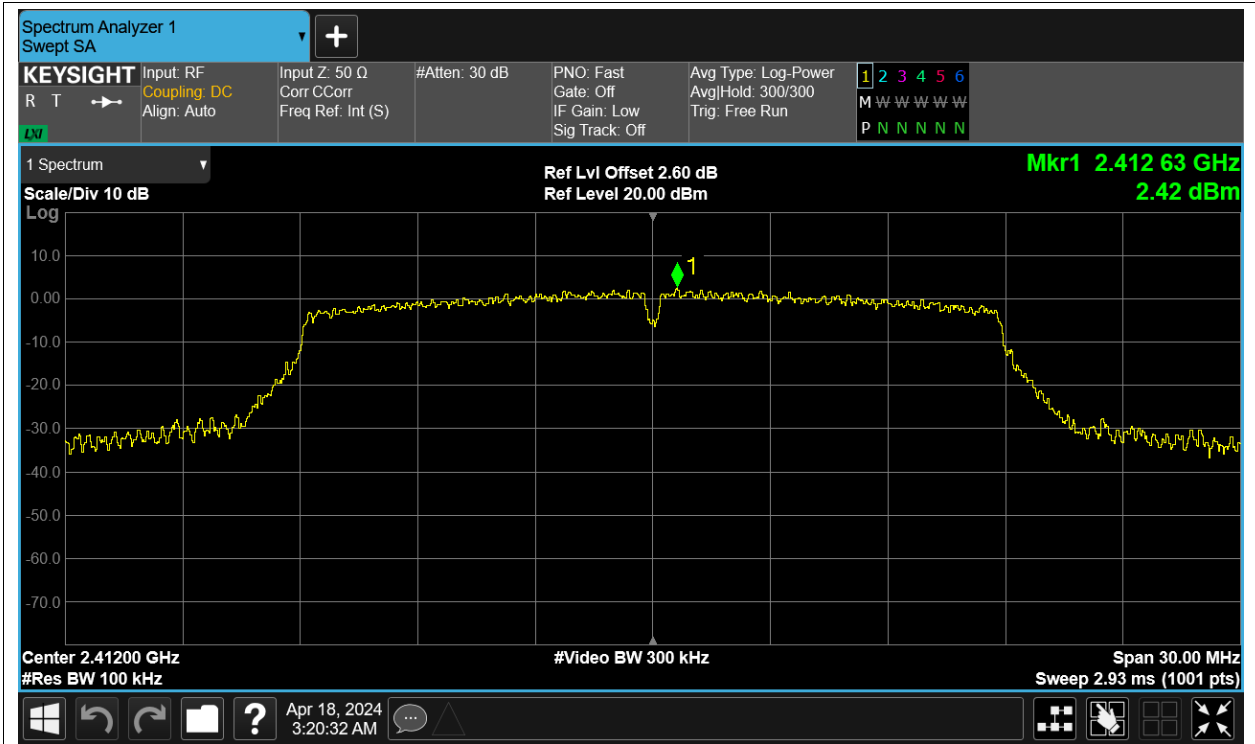 Spectrum Analyzer 1
Swept SA
KEYSIGHT
R T
LXI
Input: RF
Coupling: DC
Align: Auto
Input Z: 50 Ω
Corr CCorr
Freq Ref: Int (S)
#Atten: 30 dB
PNO: Fast
Gate: Off
IF Gain: Low
Sig Track: Off
Avg Type: Log-Power
Avg|Hold: 300/300
Trig: Free Run
1 2 3 4 5 6
M W W W W W
P N N N N N
1 Spectrum
Scale/Div 10 dB
Log
Ref Lvl Offset 2.60 dB
Ref Level 20.00 dBm
Mkr1 2.412 63 GHz
2.42 dBm
10.0
0.00
-10.0
-20.0
-30.0
-40.0
-50.0
-60.0
-70.0
1
Center 2.41200 GHz
#Res BW 100 kHz
#Video BW 300 kHz
Span 30.00 MHz
Sweep 2.93 ms (1001 pts)
?
Apr 18, 2024
3:20:32 AM